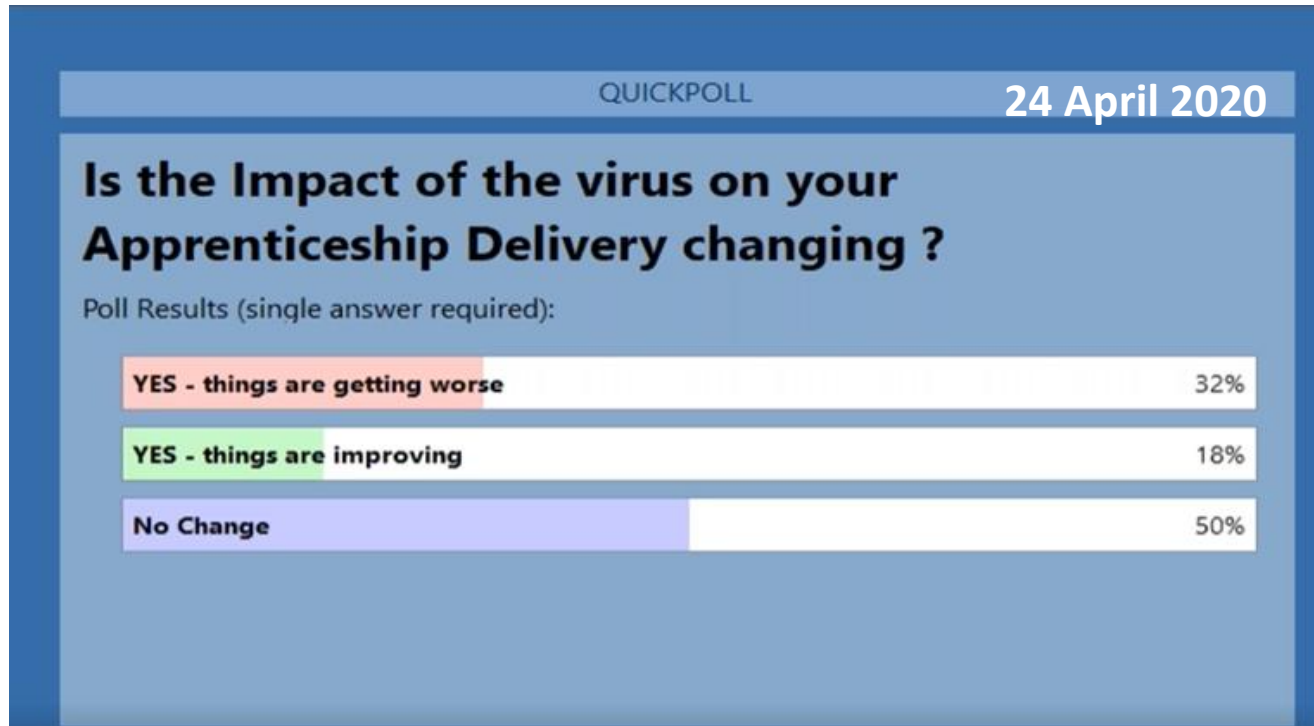 QUICKPOLL
24 April 2020
Is the Impact of the virus on your
Apprenticeship Delivery changing ?
Poll Results (single answer required):
YES - things are getting worse 32%
YES - things are improving 18%
No Change 50%